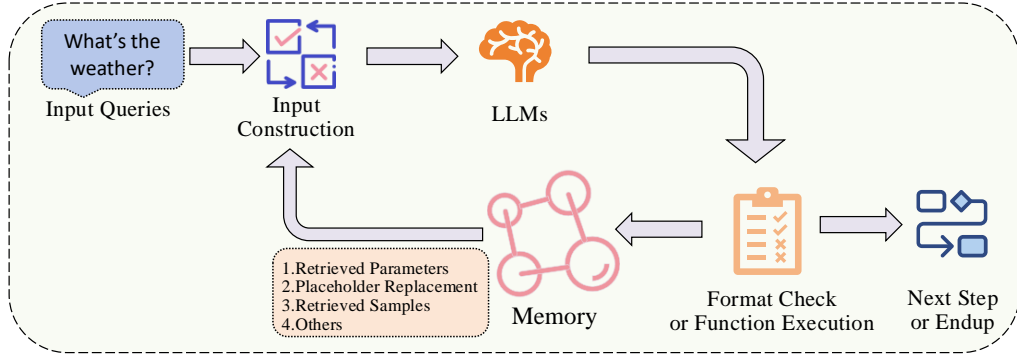 What's the
weather?
Input Queries
Input
Construction
LLMs
1.Retrieved Parameters
2.Placeholder Replacement
3.Retrieved Samples
4.Others
Memory
Format Check
or Function Execution
Next Step
or Endup